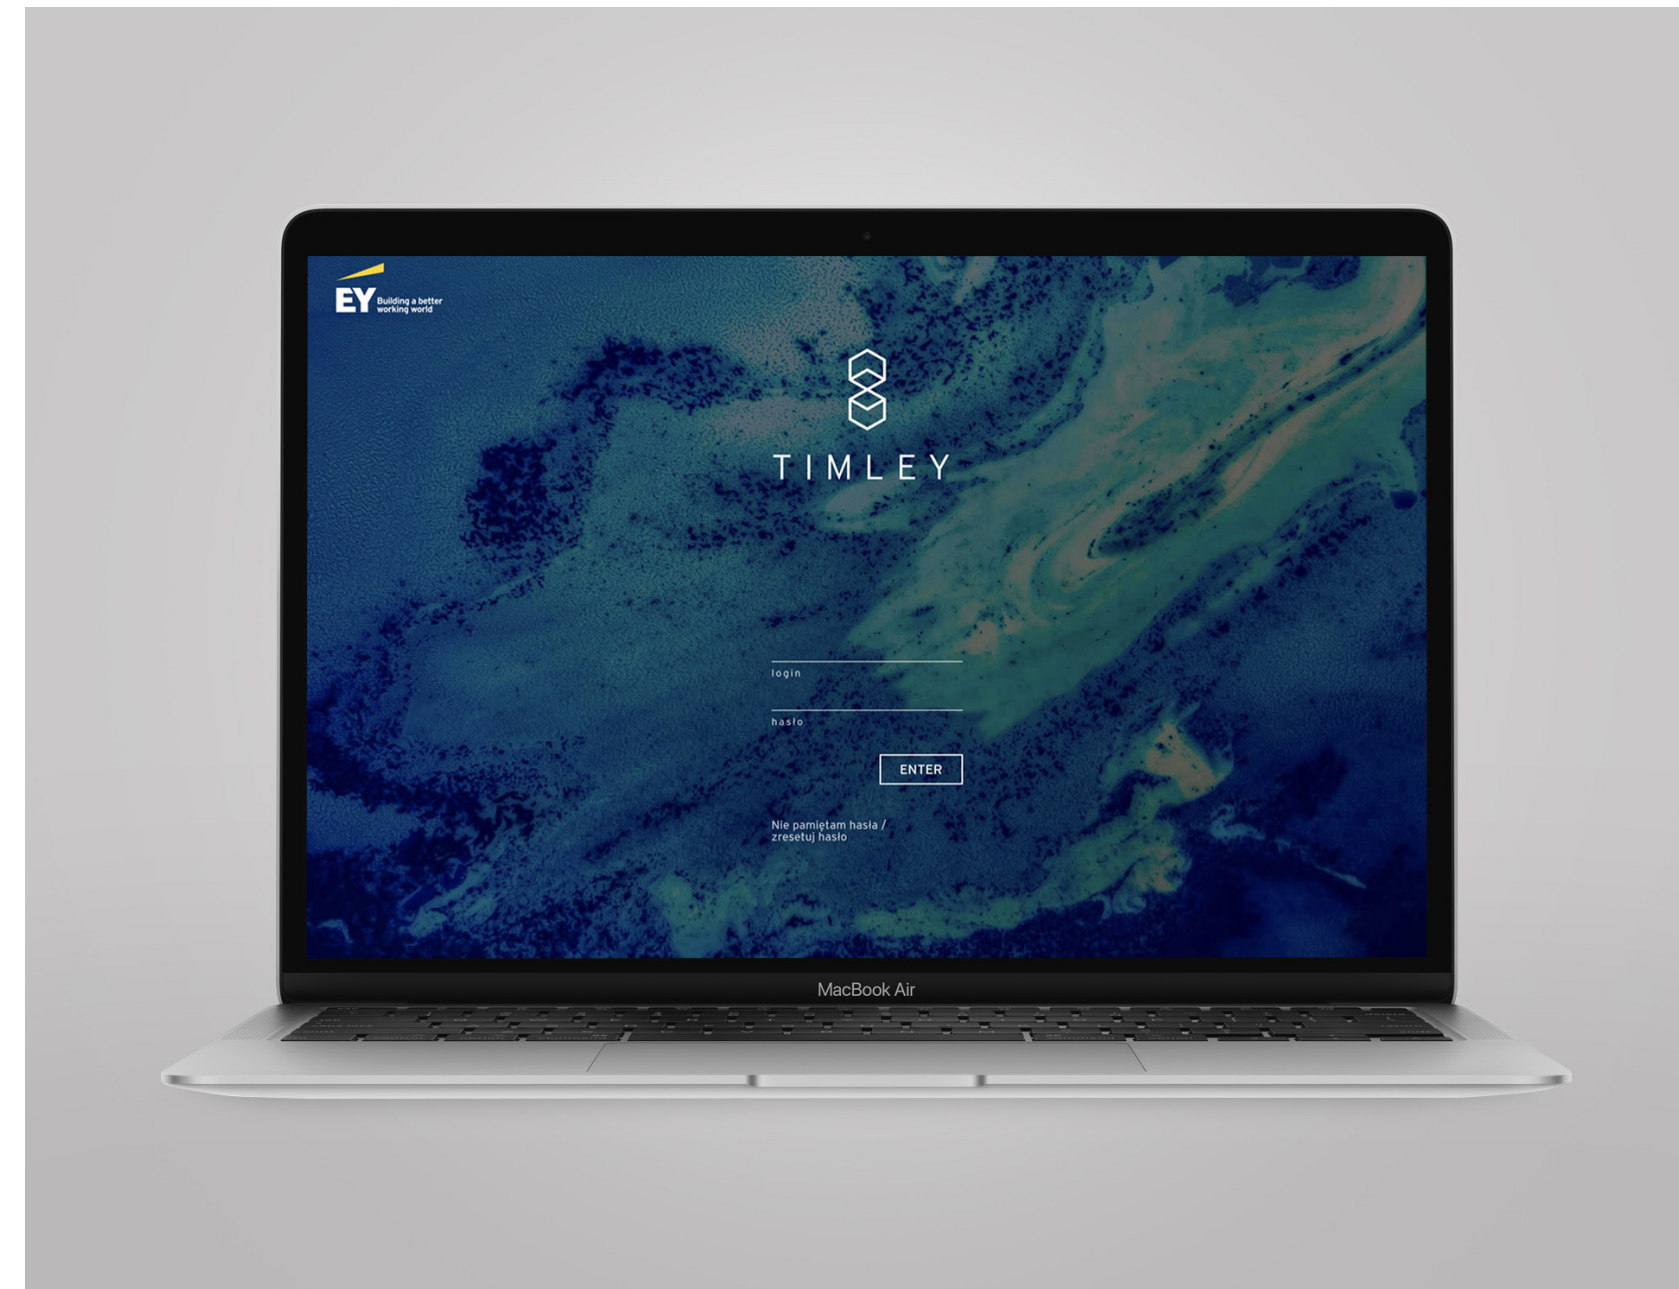 EY Building a better
working world
TIMLEY
login
hasło
ENTER
Nie pamiętam hasła /
zresetuj hasło
MacBook Air